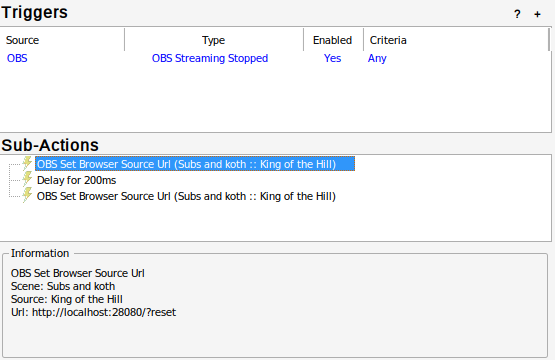 Triggers
? +
Source Type Enabled Criteria
OBS OBS Streaming Stopped Yes Any
Sub-Actions
OBS Set Browser Source Url (Subs and koth :: King of the Hill)
Delay for 200ms
OBS Set Browser Source Url (Subs and koth :: King of the Hill)
Information
OBS Set Browser Source Url
Scene: Subs and koth
Source: King of the Hill
Url: http://localhost:28080/?reset